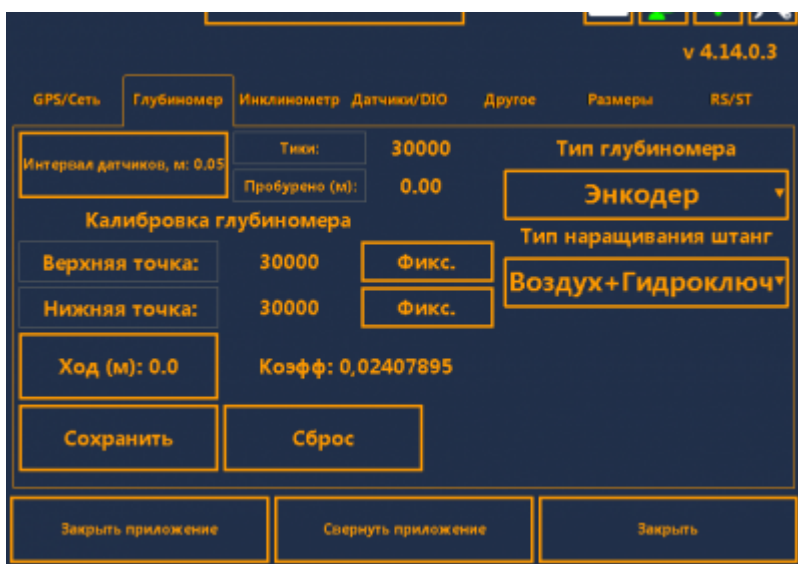 v 4.14.0.3
GPS/Сеть Глубиномер Инклинометр Датчики/DIO Другое Размеры RS/ST
Интервал датчиков, м: 0.05
Тики: 30000
Пробурено (м): 0.00
Тип глубиномера
Энкодер
Калибровка глубиномера
Тип наращивания штанг
Воздух+Гидроключ
Верхняя точка: 30000 Фикс.
Нижняя точка: 30000 Фикс.
Ход (м): 0.0 Коэфф: 0,02407895
Сохранить Сброс
Закрыть приложение Свернуть приложение Закрыть